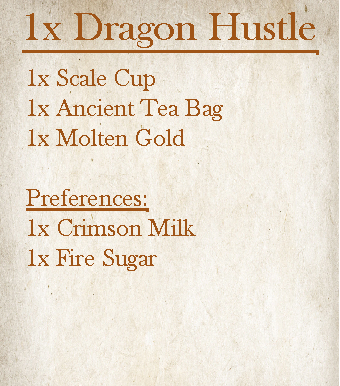 1x Dragon Hustle
1x Scale Cup
1x Ancient Tea Bag
1x Molten Gold
Preferences:
1x Crimson Milk
1x Fire Sugar